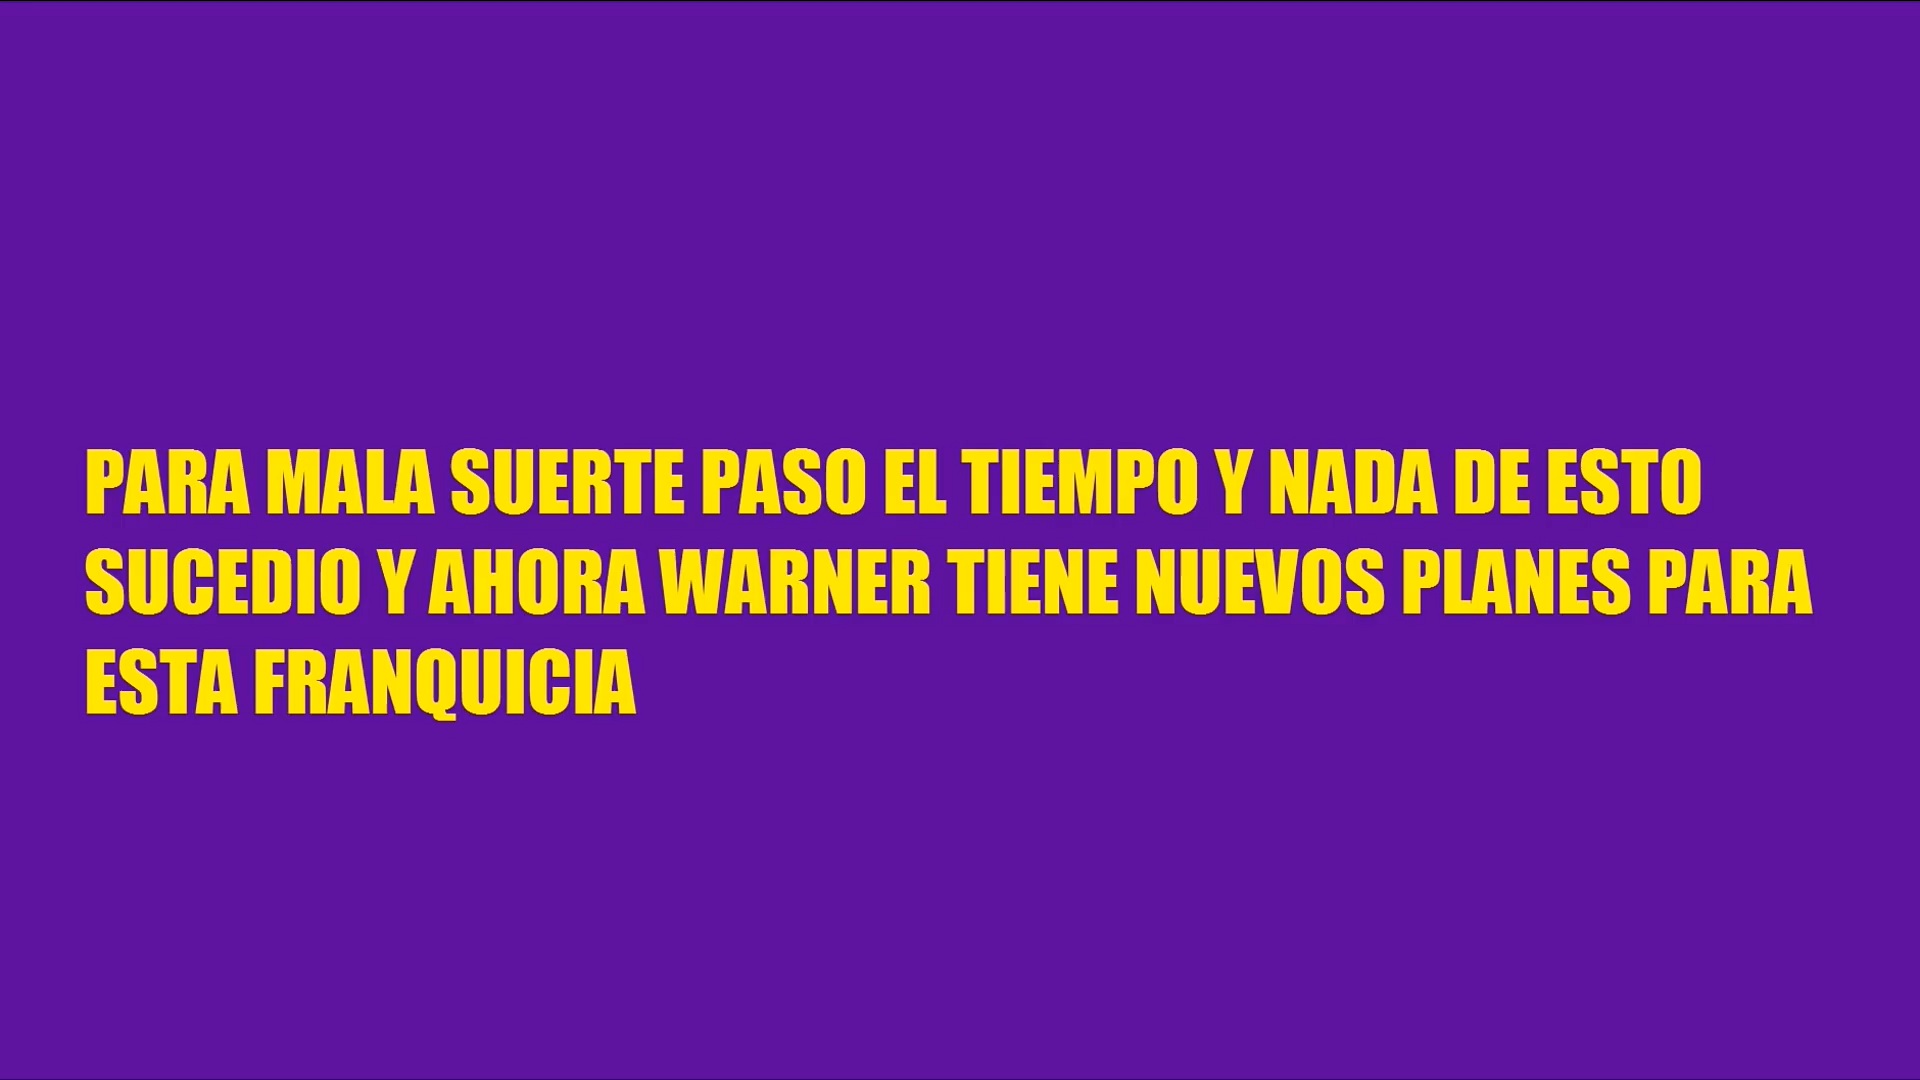 PARA MALA SUERTE PASO EL TIEMPO Y NADA DE ESTO
SUCEDIO Y AHORA WARNER TIENE NUEVOS PLANES PARA
ESTA FRANQUICIA